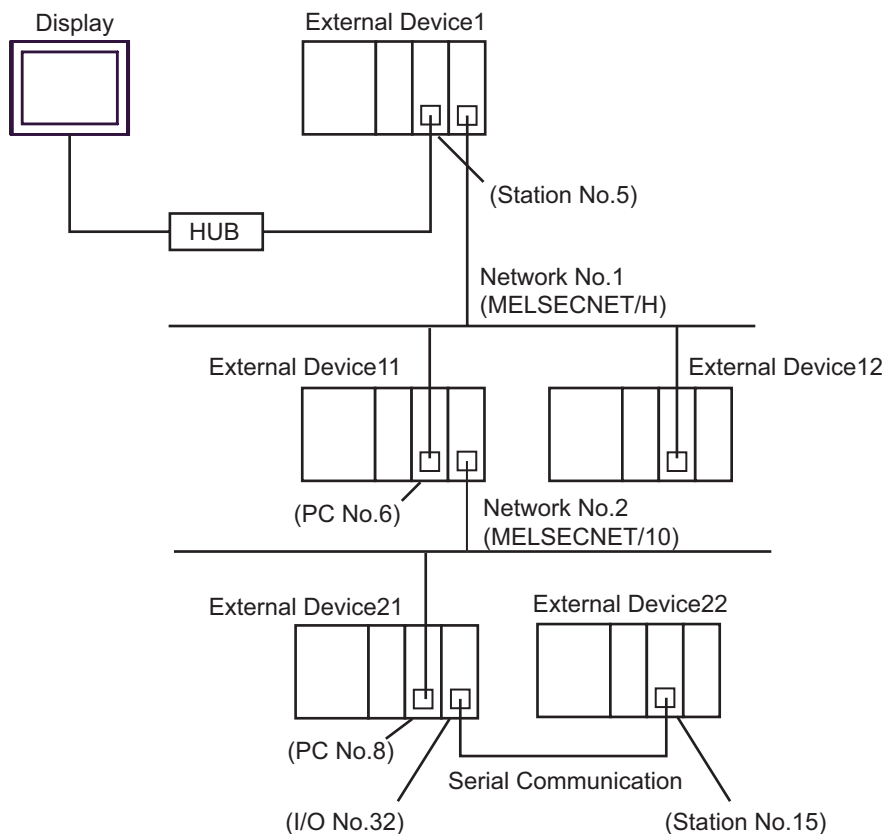 Display
External Device1
(Station No.5)
HUB
Network No.1
(MELSECNET/H)
External Device11
External Device12
(PC No.6)
Network No.2
(MELSECNET/10)
External Device21
External Device22
(PC No.8)
Serial Communication
(I/O No.32)
(Station No.15)